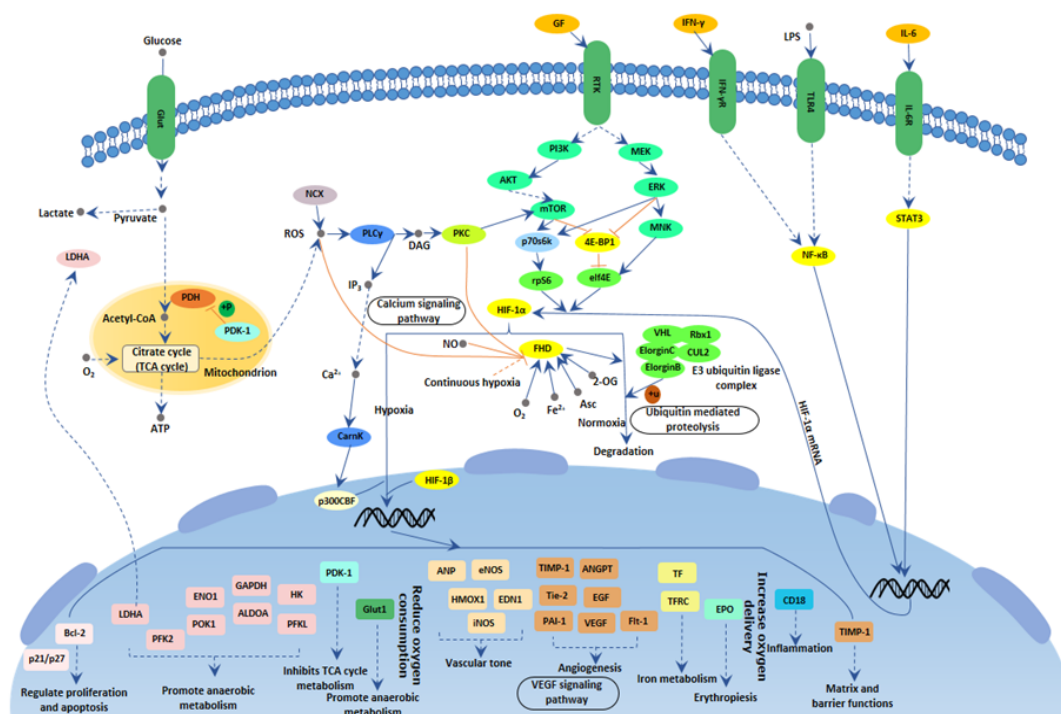 GF
IFN-γ
LPS
IL-6
Glucose
Glut
RTK
IFN-γR
TLR4
IL-6R
PI3K
MEK
AKT
ERK
Lactate
Pyruvate
NCX
mTOR
MNK
STAT3
ROS
PLCγ
DAG
PKC
p70s6k
4E-BP1
NF-κB
LDHA
IP3
rpS6
elf4E
PDH
+P
PDK-1
Calcium signaling
pathway
HIF-1α
Acetyl-CoA
Citrate cycle
(TCA cycle)
Mitochondrion
O2
NO
FHD
VHL
Rbx1
ElorginC
CUL2
ElorginB
E3 ubiquitin ligase
complex
Ca2+
Continuous hypoxia
2-OG
+u
ATP
Hypoxia
O2
Fe2+
Asc
Normoxia
Ubiquitin mediated
proteolysis
HIF-1α mRNA
CarnK
Degradation
p300CBF
HIF-1β
PDK-1
ANP
eNOS
TIMP-1
ANGPT
TF
GAPDH
ENO1
HK
HMOX1
EDN1
Tie-2
EGF
TFRC
EPO
CD18
LDHA
POK1
ALDOA
Glut1
Reduce oxygen
consumption
iNOS
PAI-1
VEGF
Flt-1
Increase oxygen
delivery
Bcl-2
PFK2
PFKL
TIMP-1
p21/p27
Inflammation
Inhibits TCA cycle
metabolism
Vascular tone
Angiogenesis
Iron metabolism
Regulate proliferation
and apoptosis
Promote anaerobic
metabolism
Promote anaerobic
metabolism
VEGF signaling
pathway
Erythropiesis
Matrix and
barrier functions